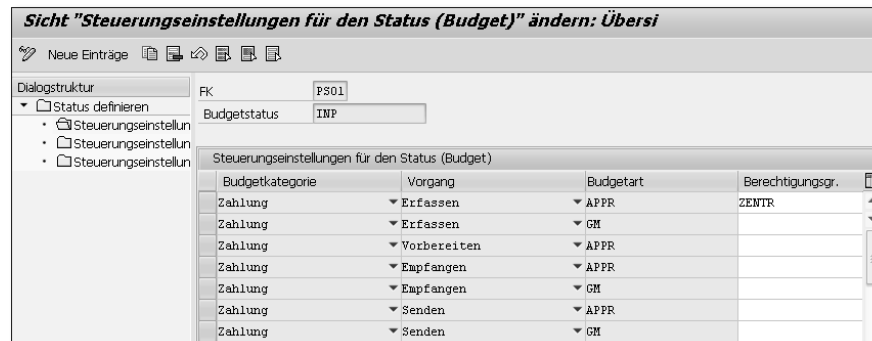 Sicht "Steuerungseinstellungen für den Status (Budget)" ändern: Übersi
Neue Einträge
Dialogstruktur
Status definieren
Steuerungseinstellun
Steuerungseinstellun
Steuerungseinstellun
FK PS01
Budgetstatus INP
Steuerungseinstellungen für den Status (Budget)
Budgetkategorie Vorgang Budgetart Berechtigungsgr.
Zahlung Erfassen APPR ZENTR
Zahlung Erfassen GM
Zahlung Vorbereiten APPR
Zahlung Empfangen APPR
Zahlung Empfangen GM
Zahlung Senden APPR
Zahlung Senden GM